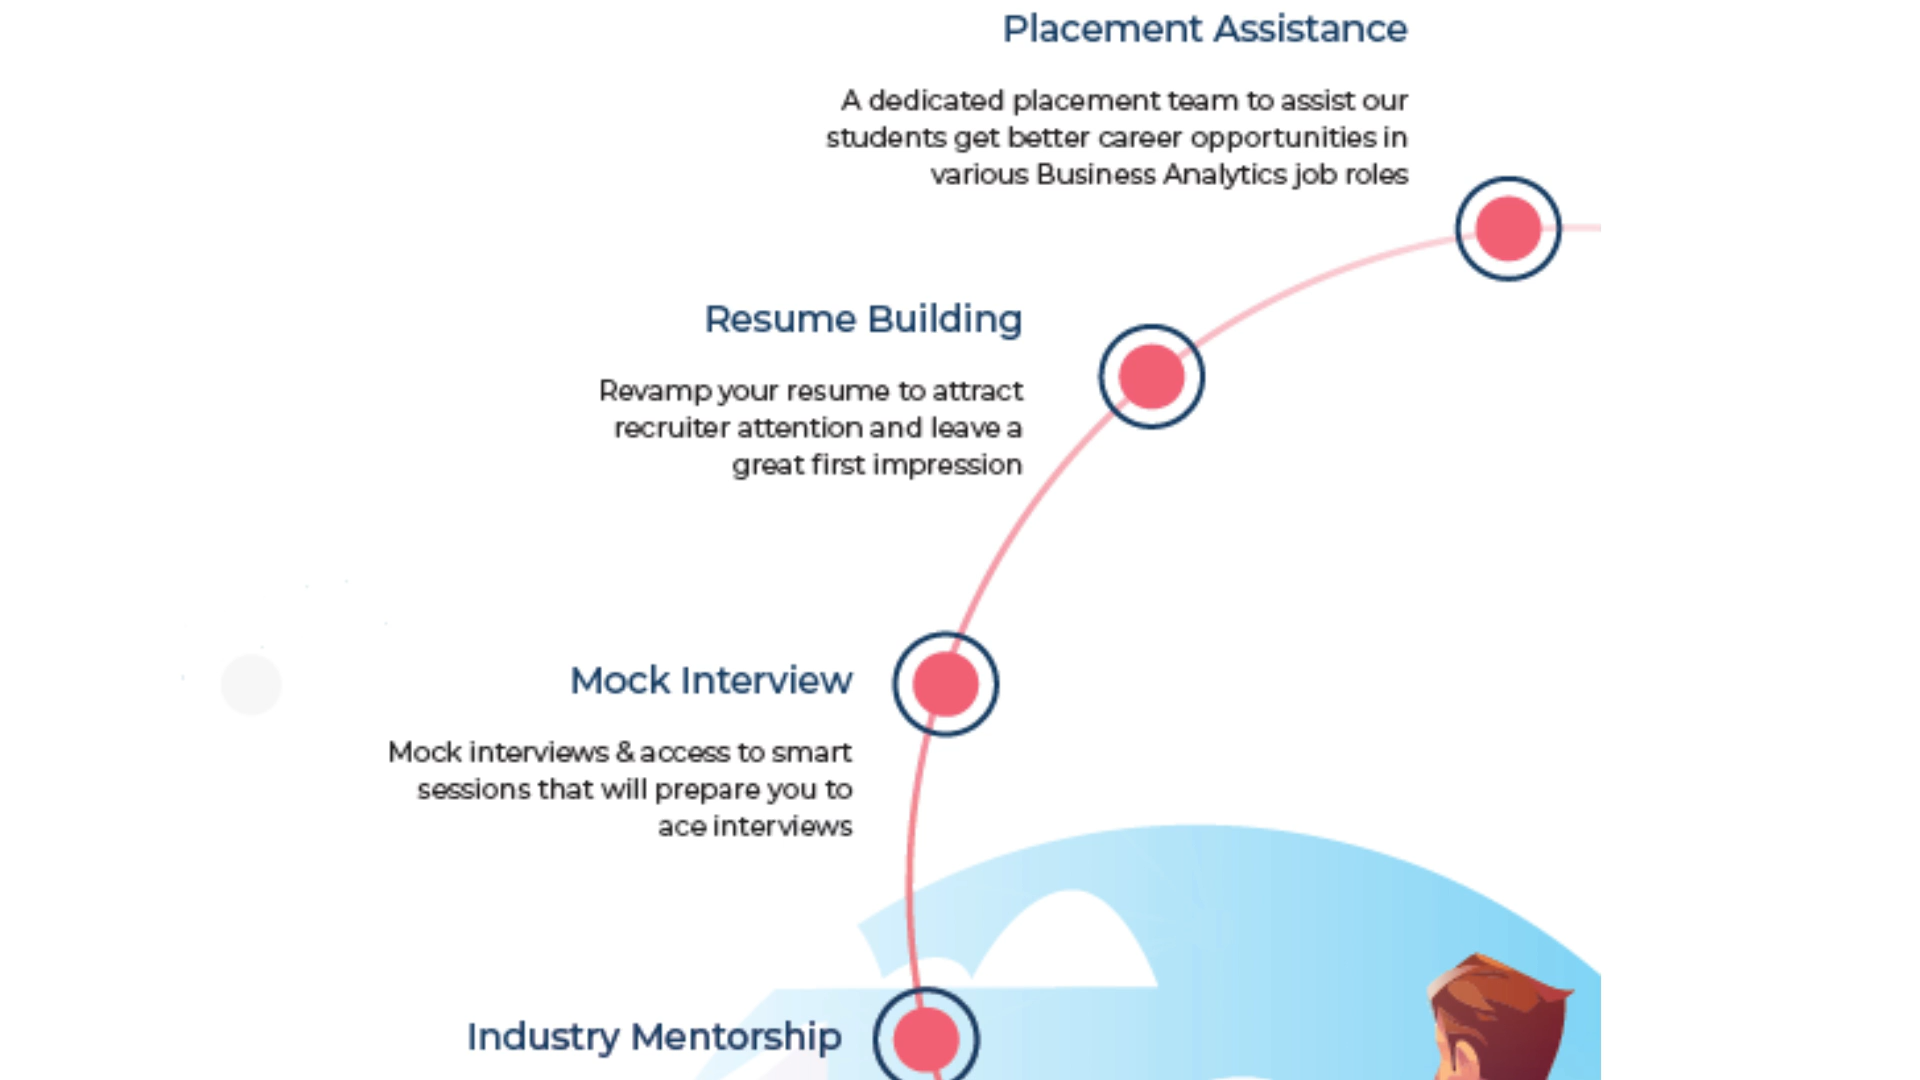 Placement Assistance
A dedicated placement team to assist our
students get better career opportunities in
various Business Analytics job roles
Resume Building
Revamp your resume to attract
recruiter attention and leave a
great first impression
Mock Interview
Mock interviews & access to smart
sessions that will prepare you to
ace interviews
Industry Mentorship